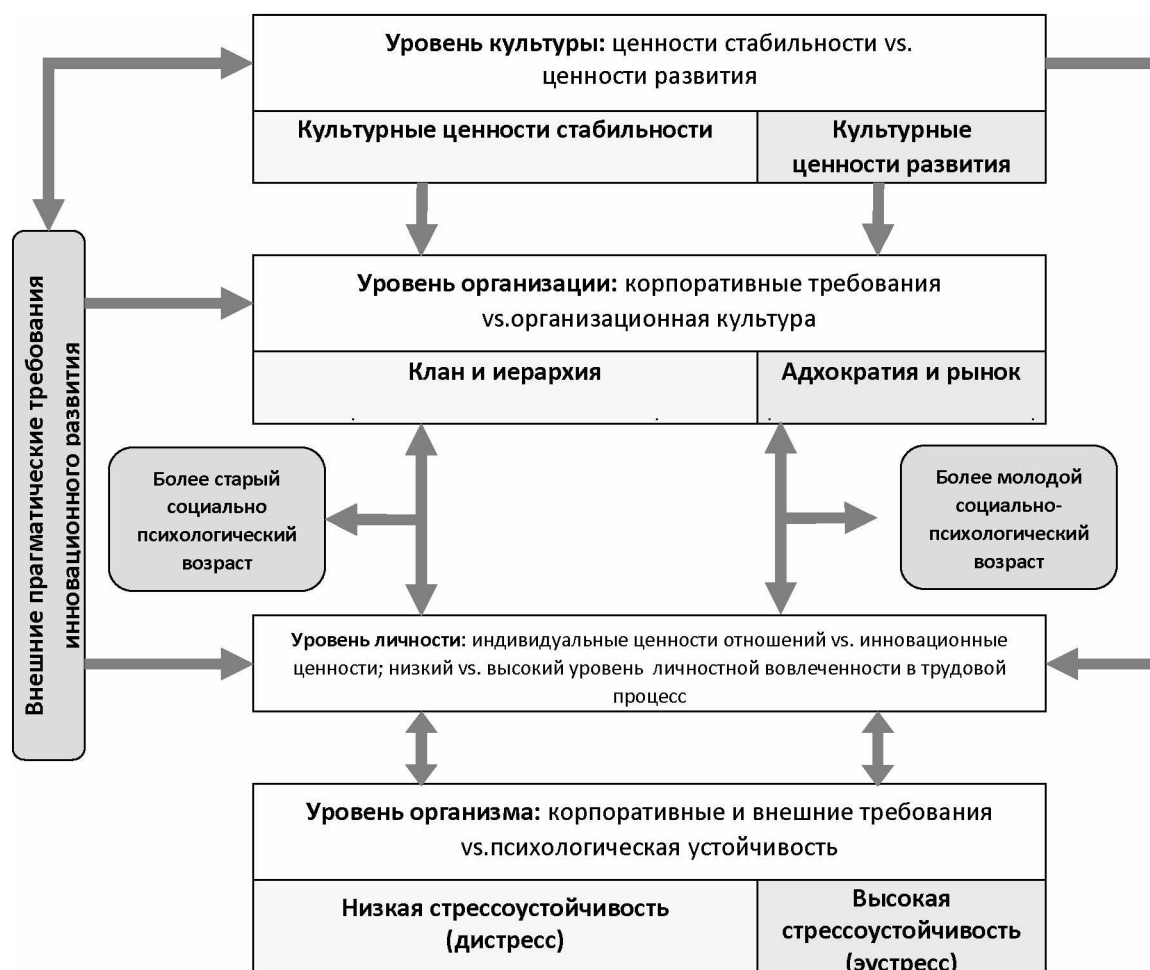 Уровень культуры: ценности стабильности vs.
ценности развития
Культурные ценности стабильности
Культурные
ценности развития
Внешние прагматические требования
инновационного развития
Уровень организации: корпоративные требования
vs.организационная культура
Клан и иерархия
Адхократия и рынок
Более старый
социально
психологический
возраст
Более молодой
социально-
психологический
возраст
Уровень личности: индивидуальные ценности отношений vs. инновационные
ценности; низкий vs. высокий уровень личностной вовлеченности в трудовой
процесс
Уровень организма: корпоративные и внешние требования
vs.психологическая устойчивость
Низкая стрессоустойчивость
(дистресс)
Высокая
стрессоустойчивость
(эустресс)